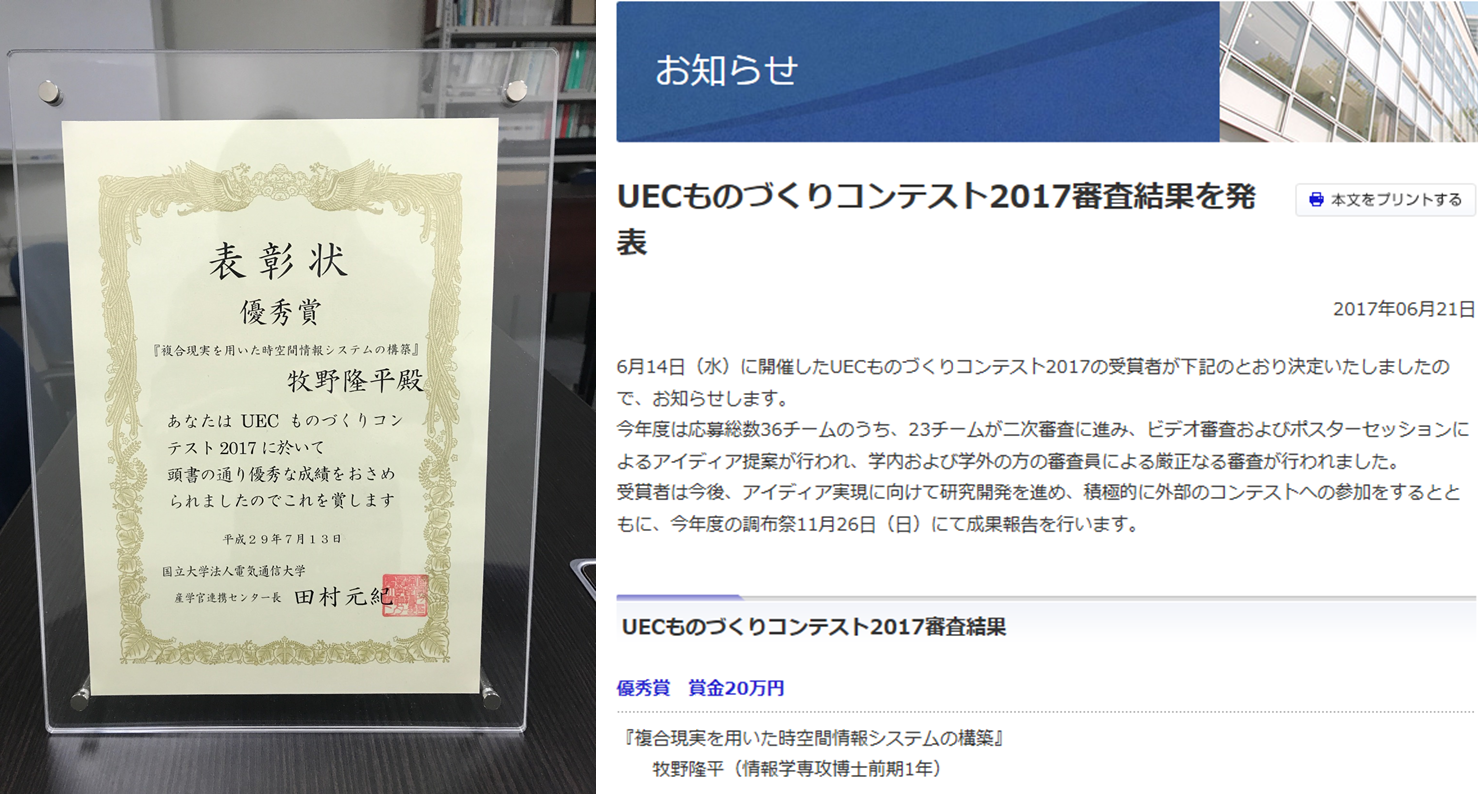 表彰状
優秀賞
『複合現実を用いた時空間情報システムの構築』
牧野隆平殿
あなたは UEC ものづくりコン
テスト 2017 に於いて
頭書の通り優秀な成績をおさめ
られましたのでこれを賞します
平成29年7月13日
国立大学法人電気通信大学
産学官連携センター長 田村元紀
お知らせ
UECものづくりコンテスト2017審査結果を発
表
本文をプリントする
2017年06月21日
6月14日（水）に開催したUECものづくりコンテスト2017の受賞者が下記のとおり決定いたしましたの
で、お知らせします。
今年度は応募総数36チームのうち、23チームが二次審査に進み、ビデオ審査およびポスターセッションに
よるアイディア提案が行われ、学内および学外の方の審査員による厳正なる審査が行われました。
受賞者は今後、アイディア実現に向けて研究開発を進め、積極的に外部のコンテストへの参加をするとと
もに、今年度の調布祭11月26日（日）にて成果報告を行います。
UECものづくりコンテスト2017審査結果
優秀賞　賞金20万円
『複合現実を用いた時空間情報システムの構築』
牧野隆平（情報学専攻博士前期1年）